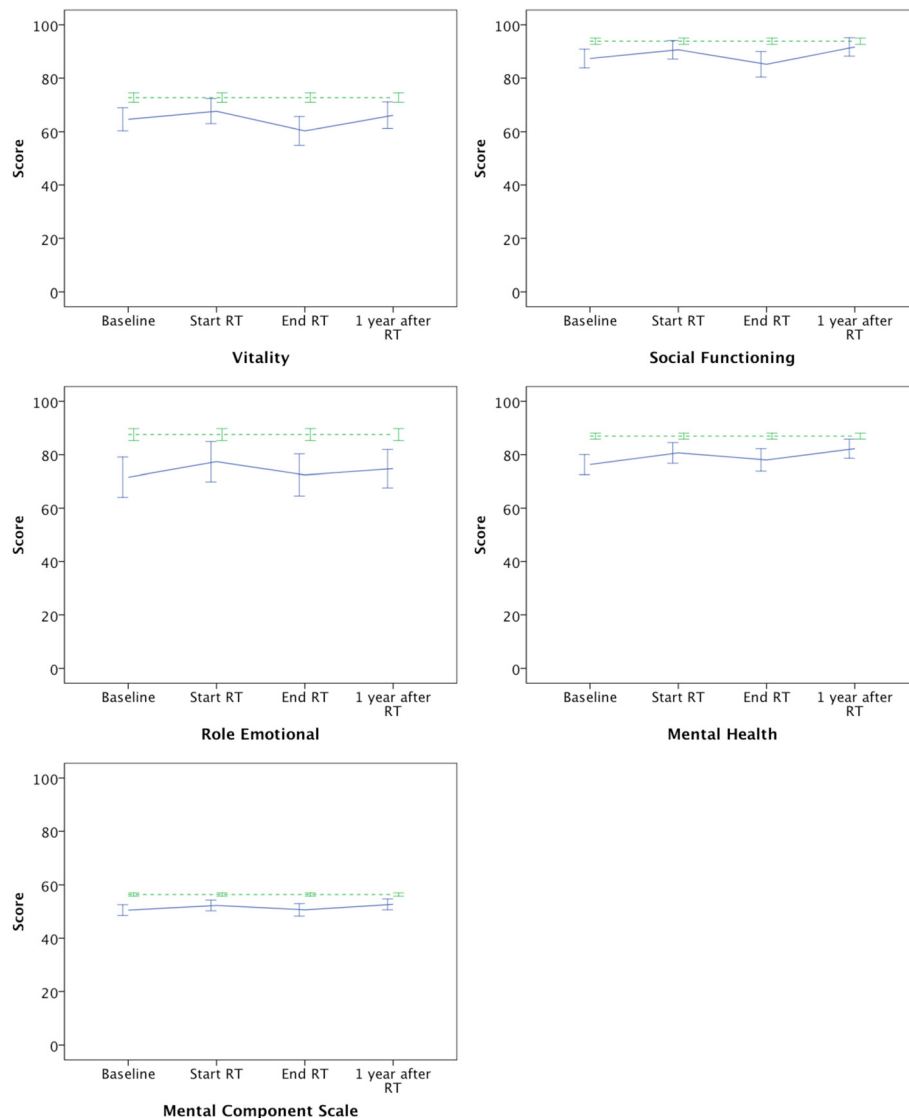 100
80
60
40
20
0
Score
Baseline
Start RT
End RT
1 year after
RT
Vitality
100
80
60
40
20
0
Score
Baseline
Start RT
End RT
1 year after
RT
Social Functioning
100
80
60
40
20
0
Score
Baseline
Start RT
End RT
1 year after
RT
Role Emotional
100
80
60
40
20
0
Score
Baseline
Start RT
End RT
1 year after
RT
Mental Health
100
80
60
40
20
0
Score
Baseline
Start RT
End RT
1 year after
RT
Mental Component Scale